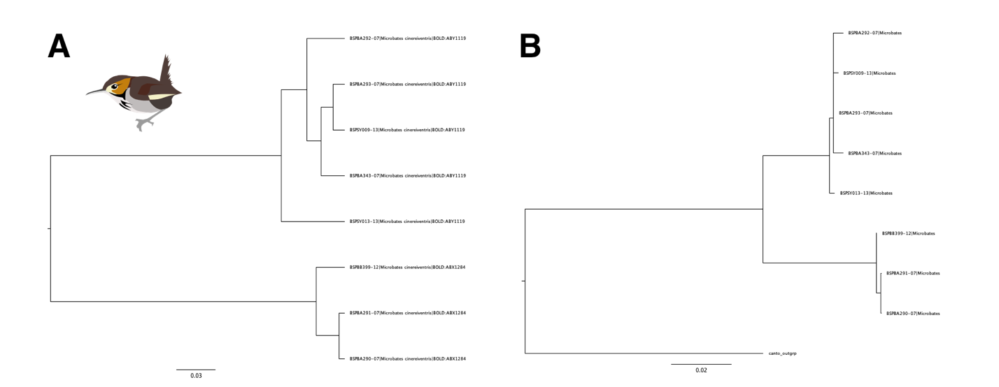 A
BSPBA292-07|Microbates cinereiventris|BOLD:ABY1119
BSPBA293-07|Microbates cinereiventris|BOLD:ABY1119
BSPSY009-13|Microbates cinereiventris|BOLD:ABY1119
BSPBA343-07|Microbates cinereiventris|BOLD:ABY1119
BSPSY013-13|Microbates cinereiventris|BOLD:ABY1119
BSPBB399-12|Microbates cinereiventris|BOLD:ABX1284
BSPBA291-07|Microbates cinereiventris|BOLD:ABX1284
BSPBA290-07|Microbates cinereiventris|BOLD:ABX1284
0.03
B
BSPBA292-07|Microbates
BSPSY009-13|Microbates
BSPBA293-07|Microbates
BSPBA343-07|Microbates
BSPSY013-13|Microbates
BSPBB399-12|Microbates
BSPBA291-07|Microbates
BSPBA290-07|Microbates
canto_outgrp
0.02